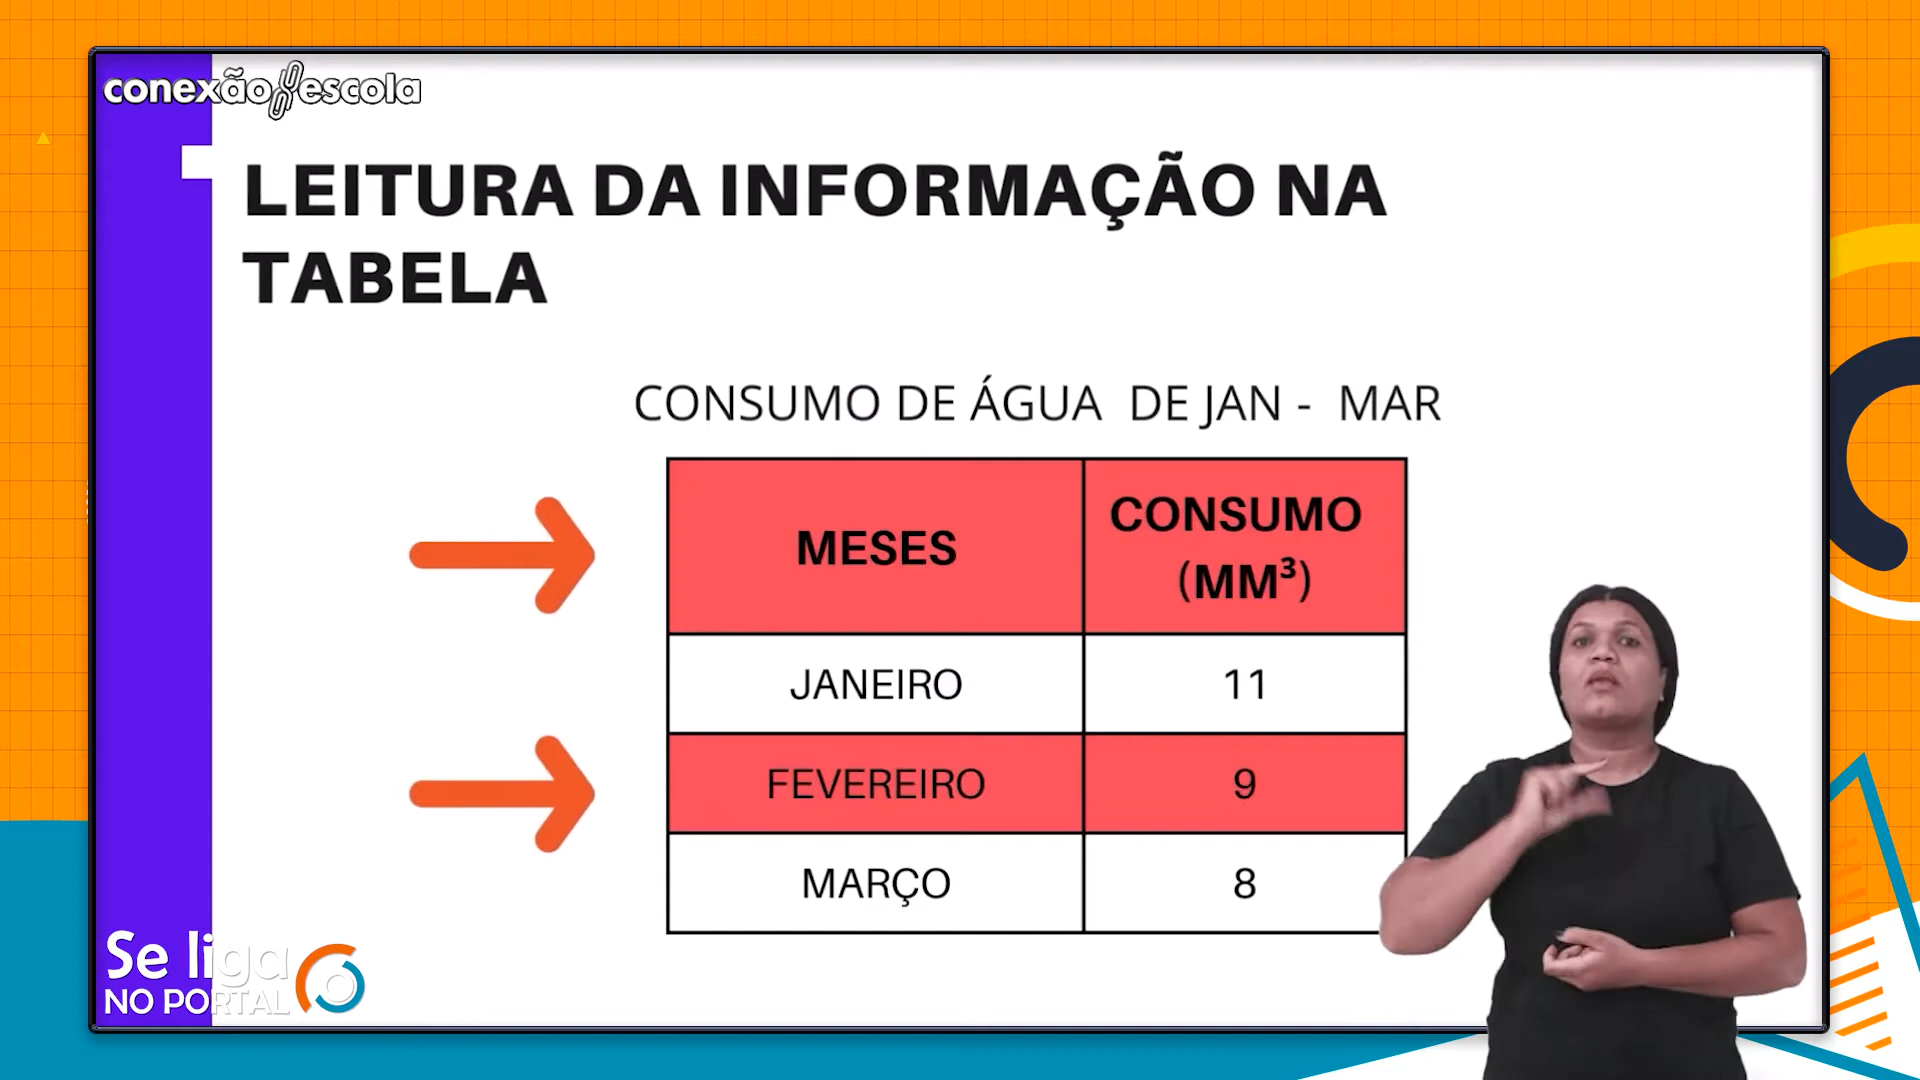 conexão escola
LEITURA DA INFORMAÇÃO NA
TABELA
CONSUMO DE ÁGUA DE JAN - MAR
MESES
CONSUMO
(MM³)
JANEIRO
11
FEVEREIRO
9
MARÇO
8
Se liga
NO PORTAL